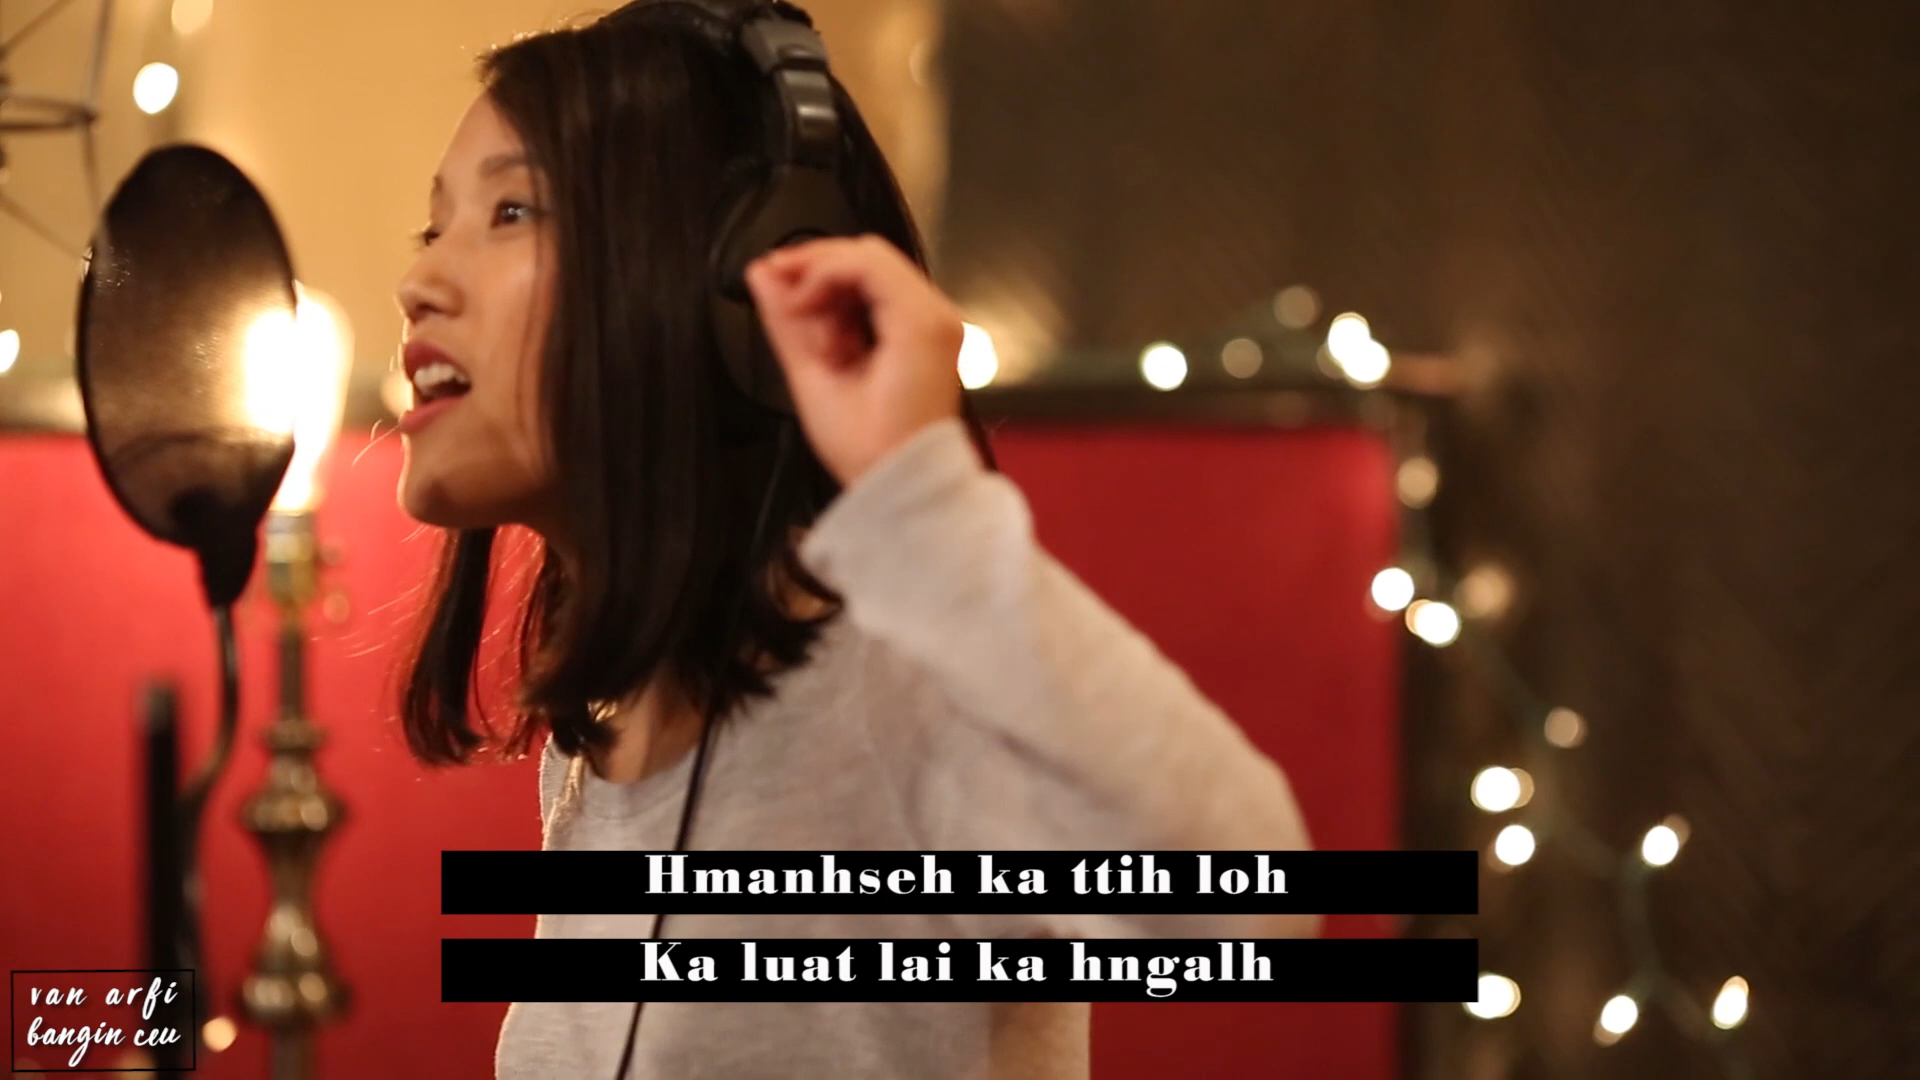 Hmanhseh ka ttih loh
Ka luat lai ka hngalh
van arfi
bangin ceu